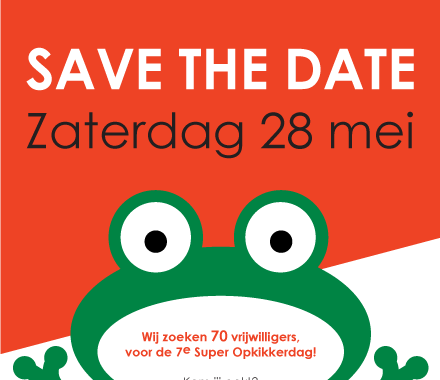 SAVE THE DATE
Zaterdag 28 mei
Wij zoeken 70 vrijwilligers,
voor de 7e Super Opkikkerdag!